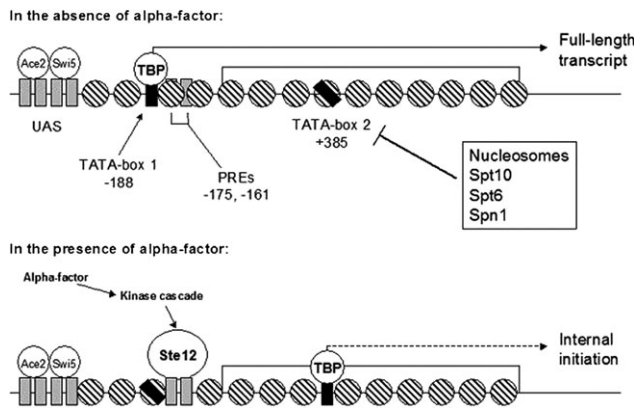 In the absence of alpha-factor:
Ace2 Swi5 TBP
Full-length
transcript
UAS
TATA-box 1
-188
PREs
-175, -161
TATA-box 2
+385
Nucleosomes
Spt10
Spt6
Spn1
In the presence of alpha-factor:
Alpha-factor
Kinase cascade
Ste12
Ace2 Swi5 TBP
Internal
initiation